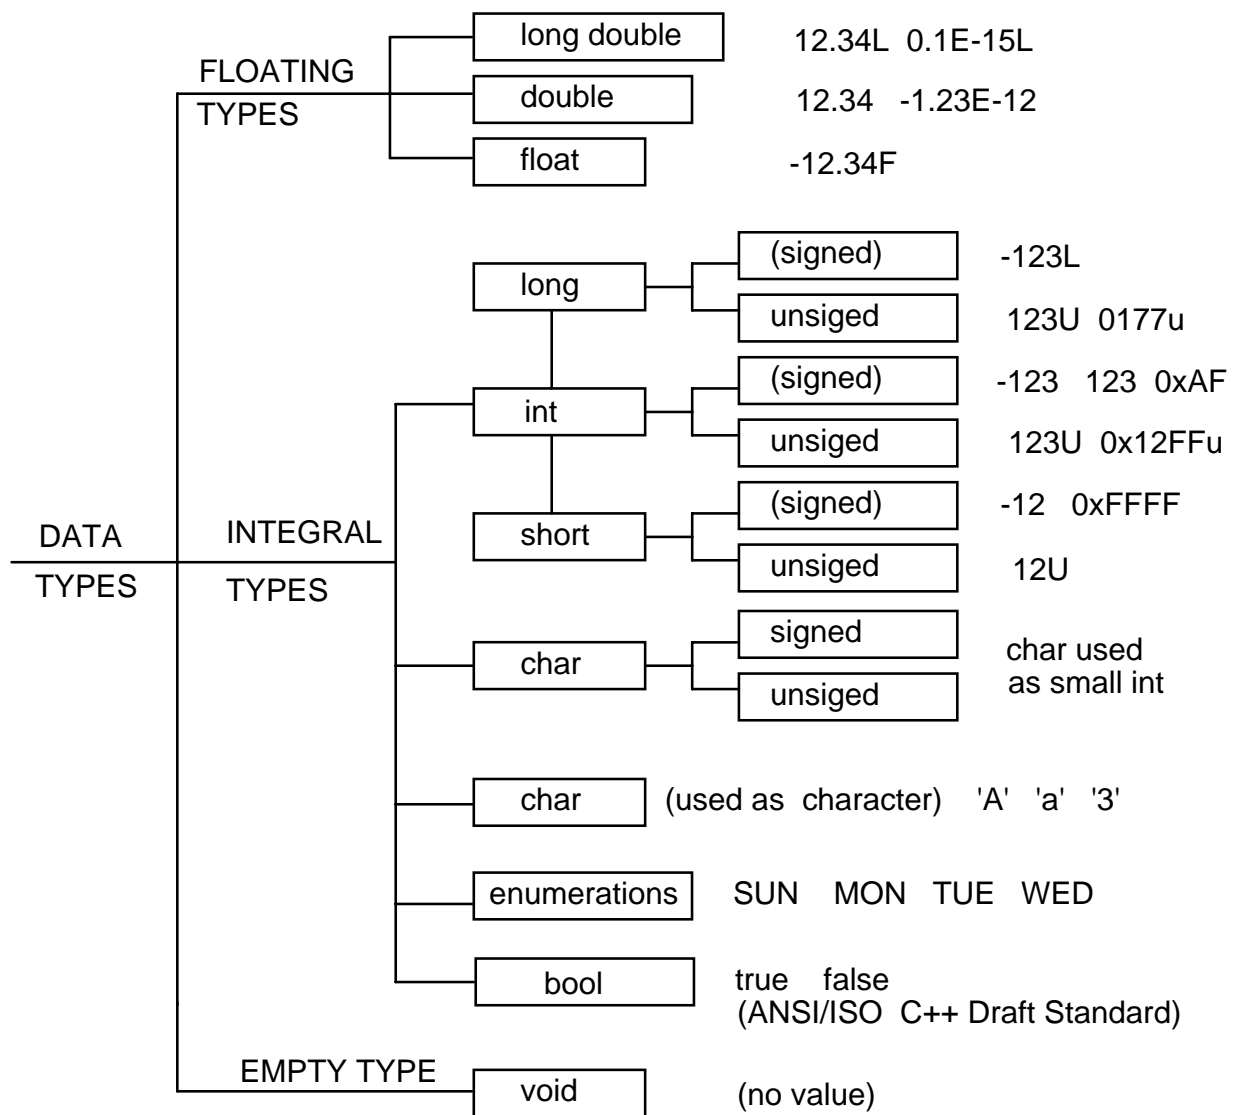 long double 12.34L 0.1E-15L
FLOATING
TYPES
double 12.34 -1.23E-12
float -12.34F
(signed) -123L
long
unsiged 123U 0177u
(signed) -123 123 0xAF
int
unsiged 123U 0x12FFu
(signed) -12 0xFFFF
DATA
TYPES
INTEGRAL
TYPES
short
unsiged 12U
signed
char
char used
as small int
unsiged
char (used as character) 'A' 'a' '3'
enumerations SUN MON TUE WED
bool true false
(ANSI/ISO C++ Draft Standard)
EMPTY TYPE
void (no value)